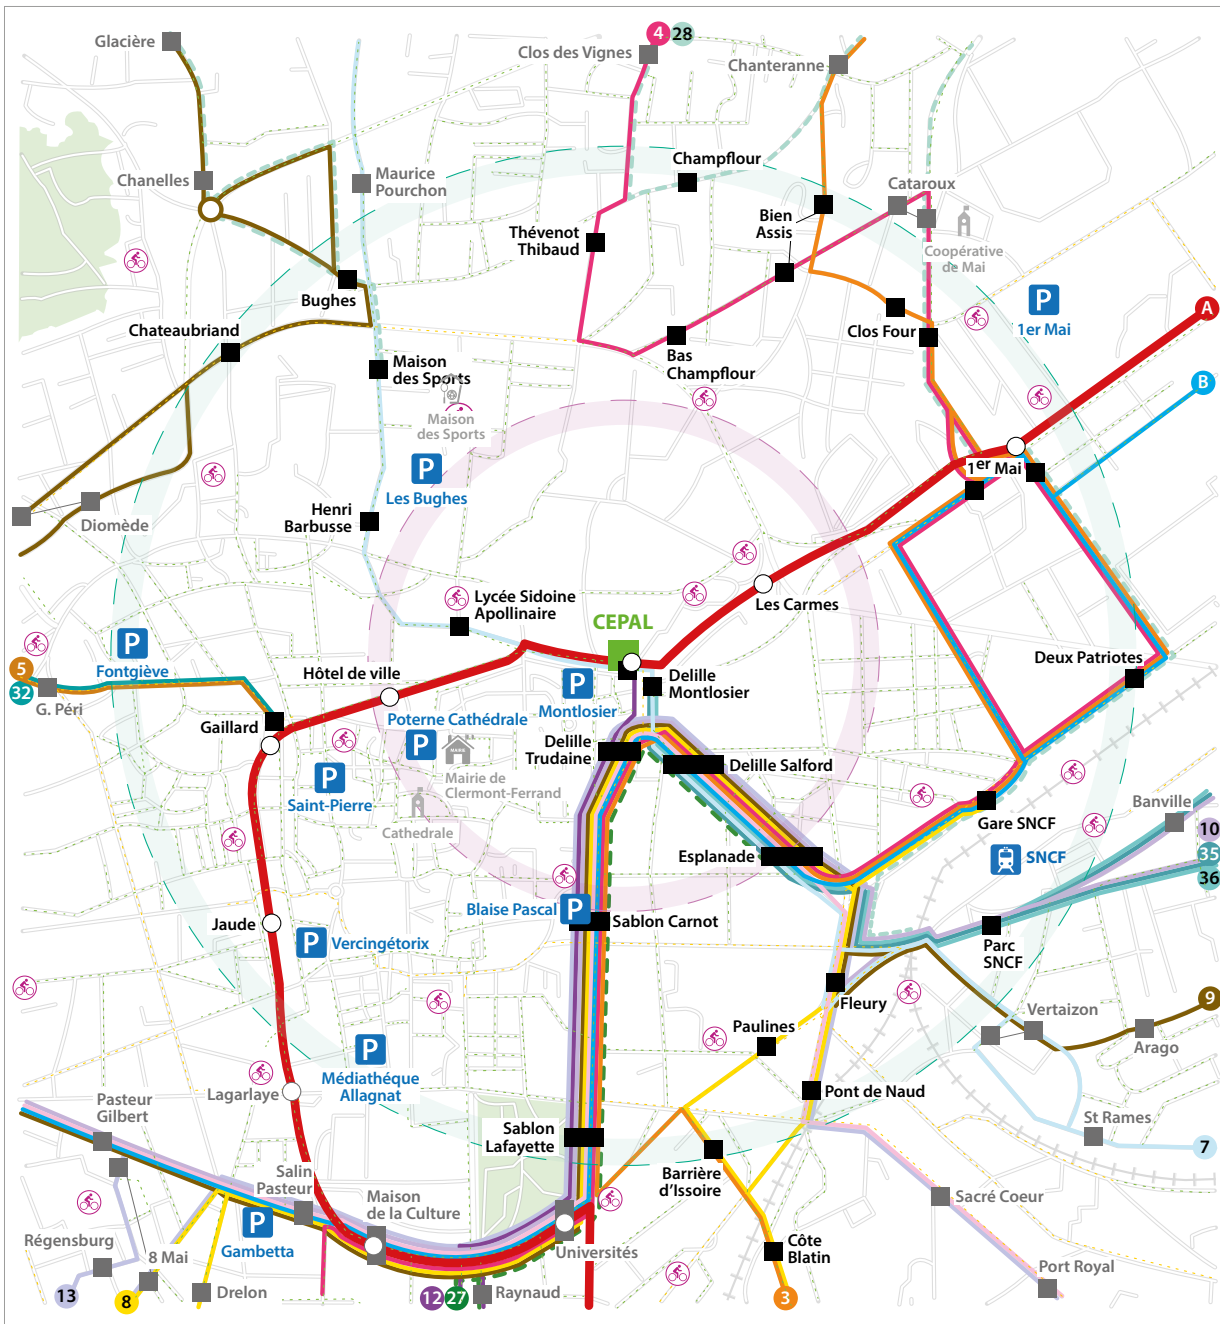 Glacière
Clos des Vignes
4
28
Chanteranne
Chanelles
Maurice
Pourchon
Champflour
Cataroux
Bien
Assis
Thévenot
Thibaud
Coopérative
de Mai
Bughes
P
1er Mai
A
Chateaubriand
Clos Four
Bas
Champflour
Maison
des Sports
B
Maison
des Sports
P
Les Bughes
1er Mai
Diomède
Henri
Barbusse
Lycée Sidoine
Apollinaire
Les Carmes
CEPAL
P
Fontgiève
5
32
G. Péri
Hôtel de ville
P
Montlosier
Delille
Montlosier
Deux Patriotes
Gaillard
Poterne Cathédrale
P
MAIRIE
Mairie de
Clermont-Ferrand
Delille
Trudaine
Delille Salford
P
Saint-Pierre
Cathedrale
Gare SNCF
Banville
10
35
36
Esplanade
SNCF
Blaise Pascal
P
Sablon Carnot
Jaude
P
Vercingétorix
Parc
SNCF
Fleury
9
Vertaizon
Arago
Paulines
P
Médiathéque
Allagnat
Lagarlaye
Pont de Naud
Pasteur
Gilbert
Sablon
Lafayette
St Rames
7
Barrière
d'Issoire
Salin
Pasteur
Maison
de la Culture
Sacré Coeur
P
Gambetta
Régensburg
8 Mai
Universités
Côte
Blatin
Port Royal
13
8
Drelon
12
27
Raynaud
3